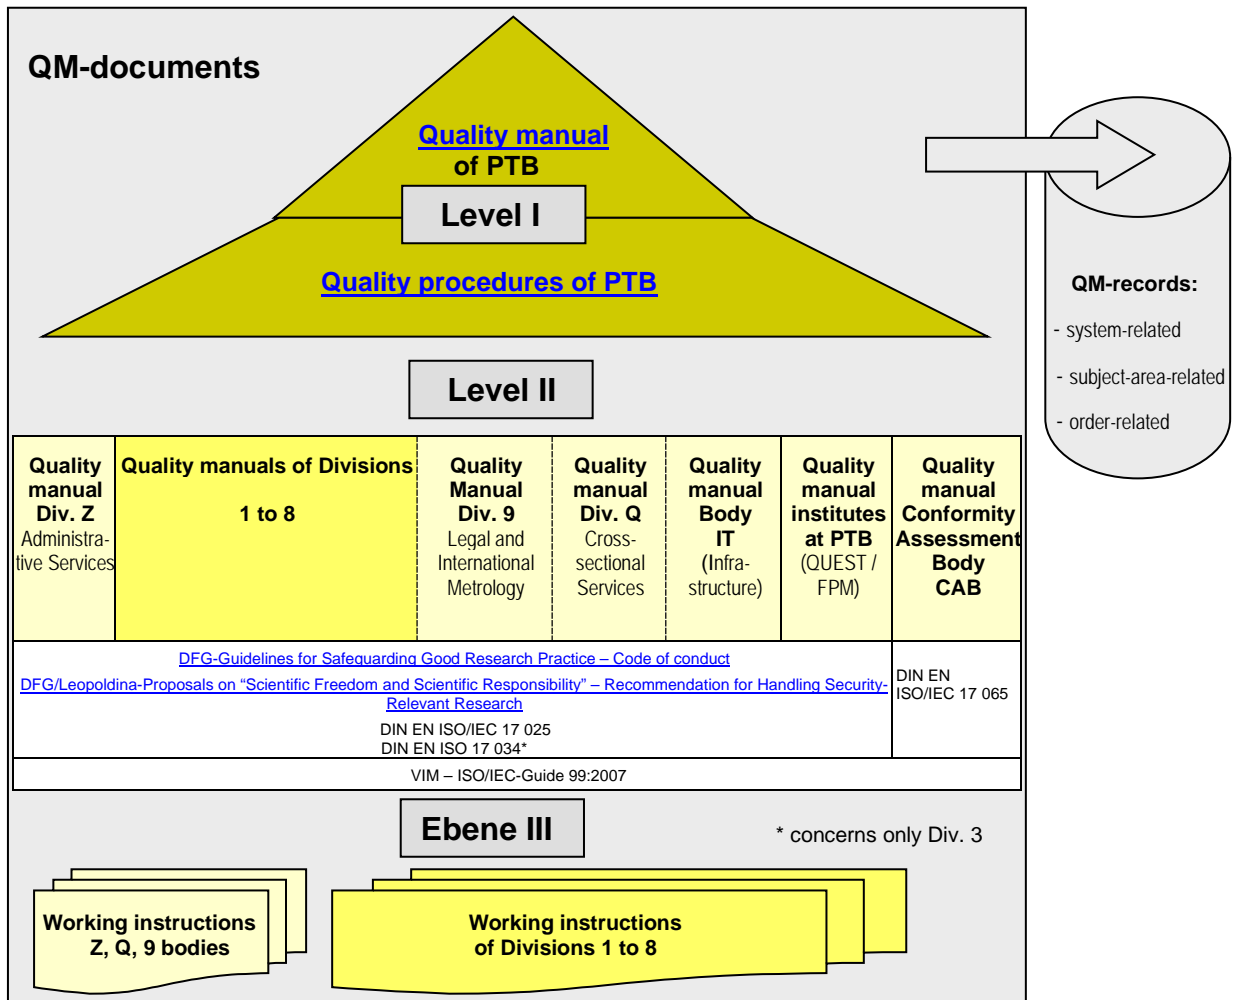 QM-documents
Quality manual
of PTB
Level I
Quality procedures of PTB
QM-records:
- system-related
- subject-area-related
- order-related
Level II
Quality
manual
Div. Z
Administra-
tive Services
Quality manuals of Divisions
1 to 8
Quality
Manual
Div. 9
Legal and
International
Metrology
Quality
manual
Div. Q
Cross-
sectional
Services
Quality
manual
Body
IT
(Infra-
structure)
Quality
manual
institutes
at PTB
(QUEST /
FPM)
Quality
manual
Conformity
Assessment
Body
CAB
DFG-Guidelines for Safeguarding Good Research Practice – Code of conduct
DFG/Leopoldina-Proposals on “Scientific Freedom and Scientific Responsibility” – Recommendation for Handling Security-
Relevant Research
DIN EN ISO/IEC 17 025
DIN EN ISO 17 034*
DIN EN
ISO/IEC 17 065
VIM – ISO/IEC-Guide 99:2007
Ebene III
* concerns only Div. 3
Working instructions
Z, Q, 9 bodies
Working instructions
of Divisions 1 to 8